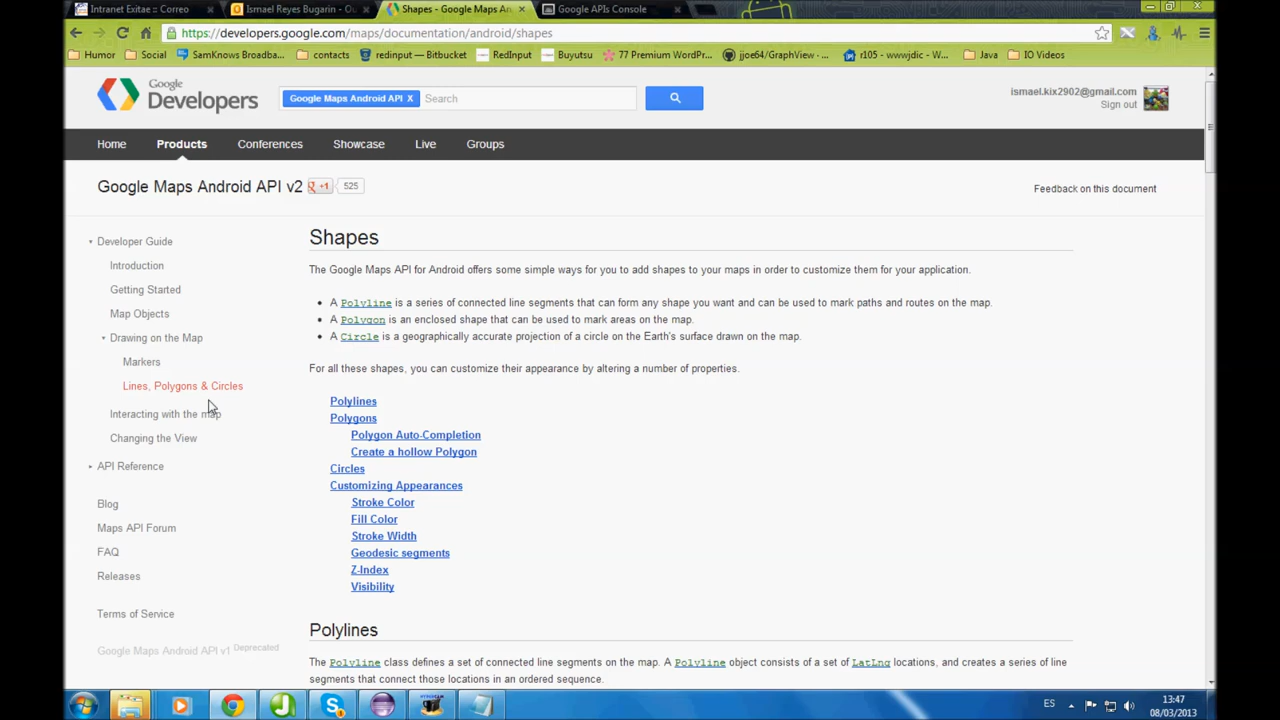 Intranet Exitae :: Correo
Ismael Reyes Bugarin - Ou
Shapes - Google Maps An
Google APIs Console
https://developers.google.com/maps/documentation/android/shapes
Humor
Social
SamKnows Broadba...
contacts
redinput — Bitbucket
RedInput
Buyutsu
77 Premium WordPr...
jjoe64/GraphView · ...
r105 - wwwjdic - W...
Java
IO Videos
Google
Developers
Google Maps Android API X
Search
ismael.kix2902@gmail.com
Sign out
Home
Products
Conferences
Showcase
Live
Groups
Google Maps Android API v2
+1
525
Feedback on this document
Developer Guide
Introduction
Getting Started
Map Objects
Drawing on the Map
Markers
Lines, Polygons & Circles
Interacting with the map
Changing the View
API Reference
Blog
Maps API Forum
FAQ
Releases
Terms of Service
Google Maps Android API v1 Deprecated
Shapes
The Google Maps API for Android offers some simple ways for you to add shapes to your maps in order to customize them for your application.
• A Polyline is a series of connected line segments that can form any shape you want and can be used to mark paths and routes on the map.
• A Polygon is an enclosed shape that can be used to mark areas on the map.
• A Circle is a geographically accurate projection of a circle on the Earth's surface drawn on the map.
For all these shapes, you can customize their appearance by altering a number of properties.
Polylines
Polygons
Polygon Auto-Completion
Create a hollow Polygon
Circles
Customizing Appearances
Stroke Color
Fill Color
Stroke Width
Geodesic segments
Z-Index
Visibility
Polylines
The Polyline class defines a set of connected line segments on the map. A Polyline object consists of a set of LatLng locations, and creates a series of line
segments that connect those locations in an ordered sequence.
ES
13:47
08/03/2013